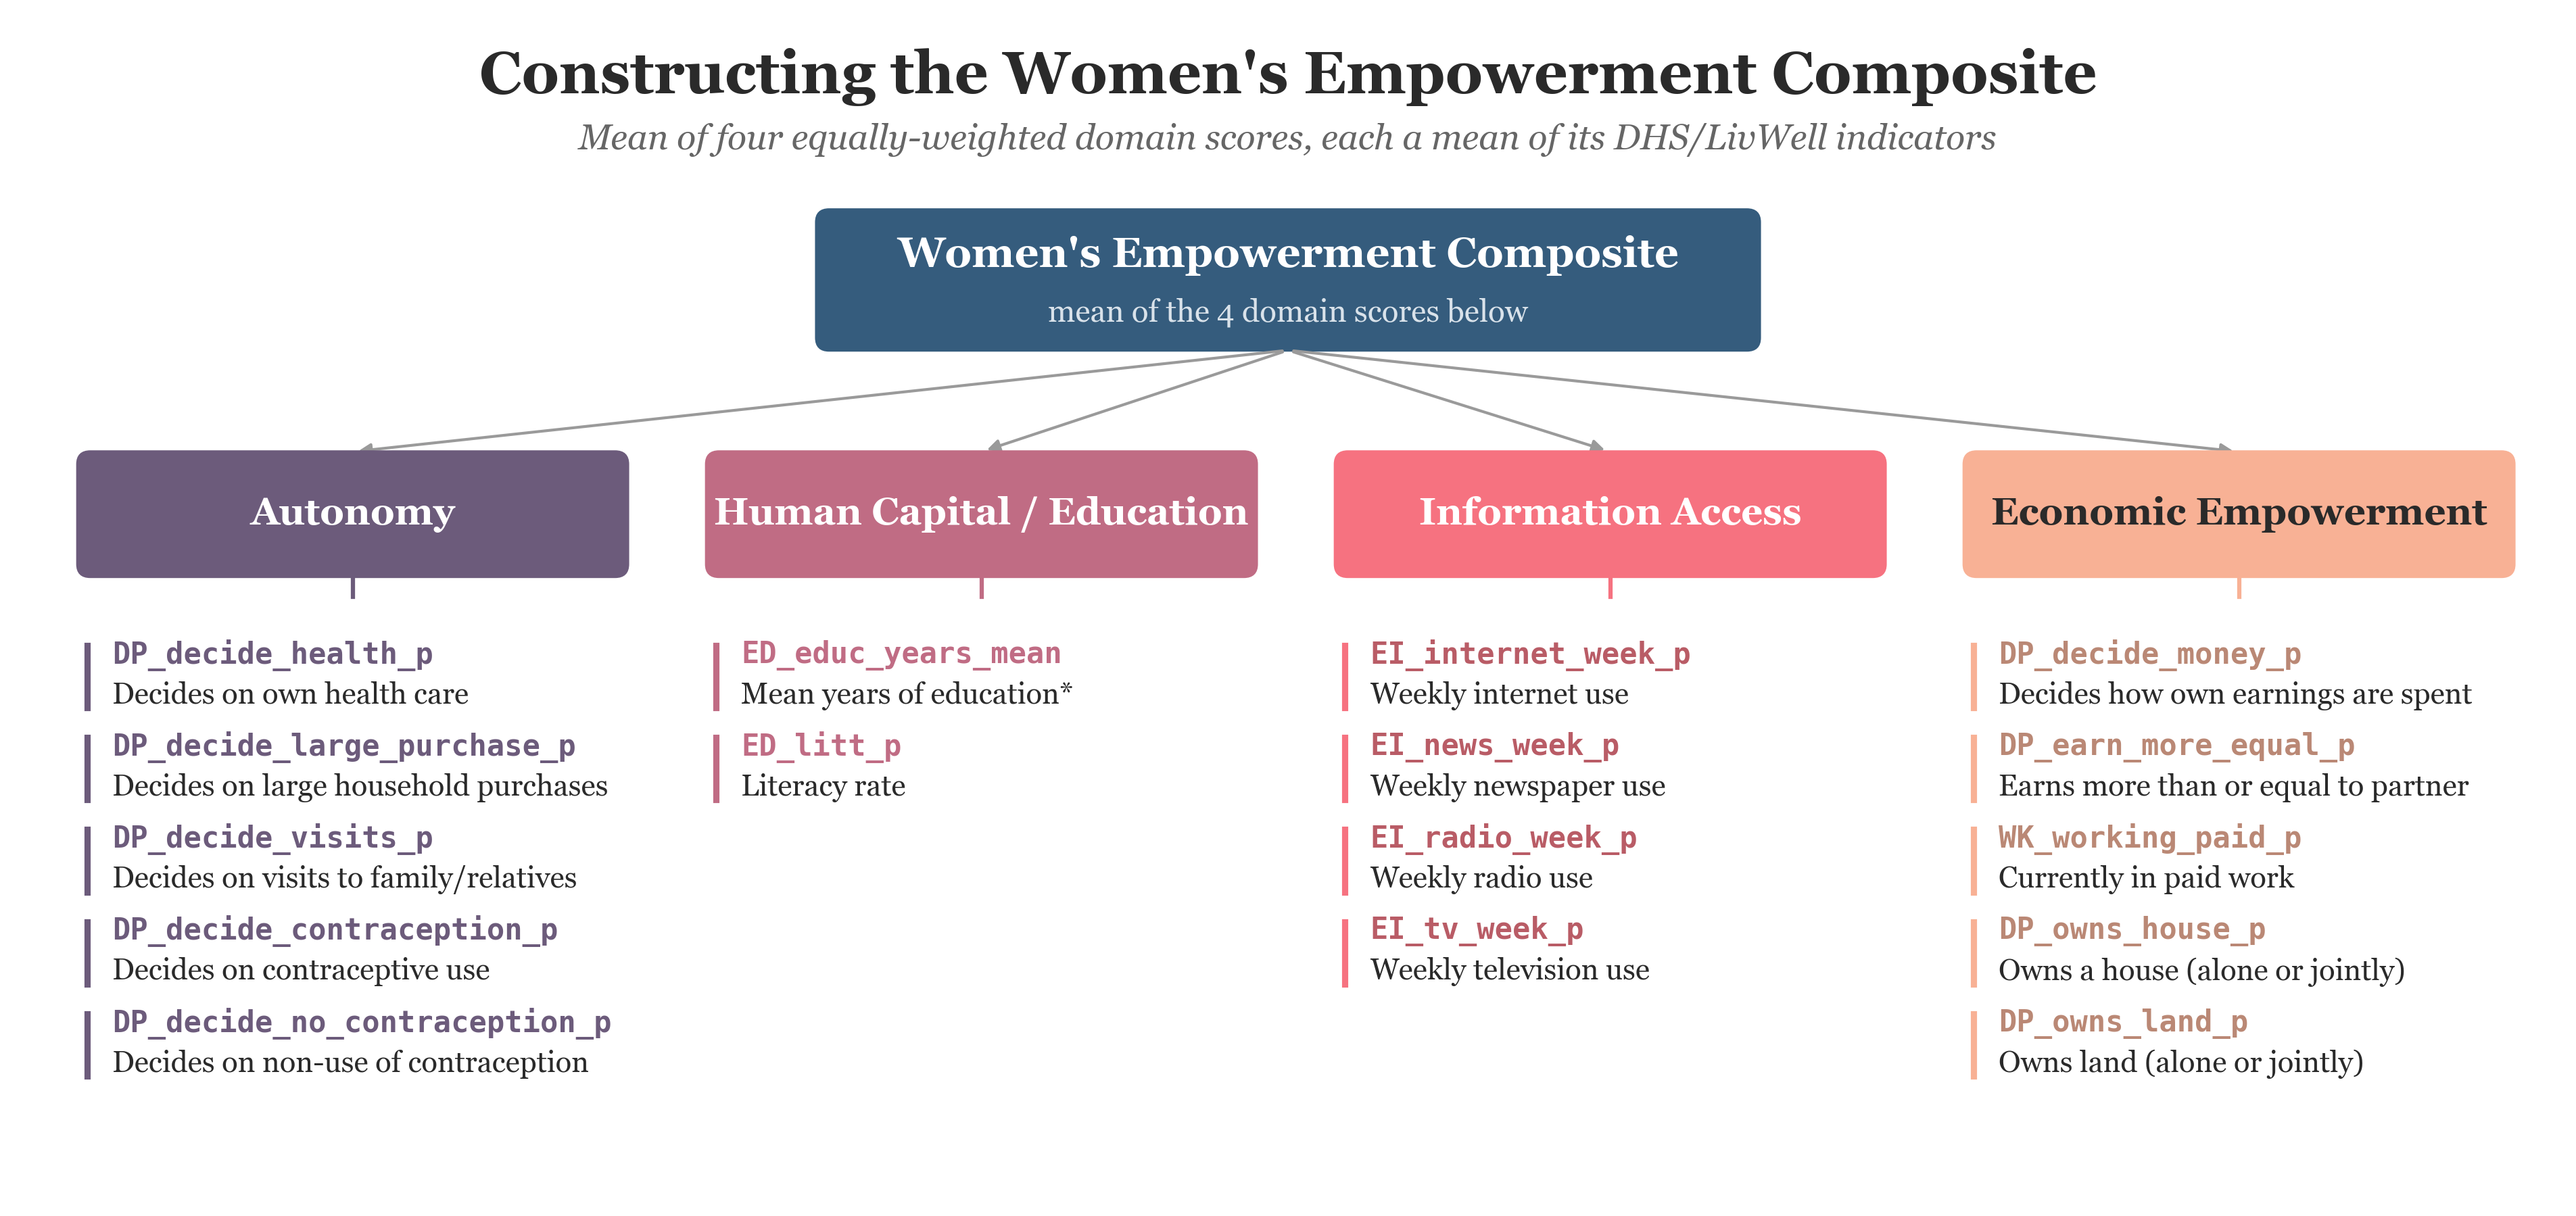 Constructing the Women's Empowerment Composite
Mean of four equally-weighted domain scores, each a mean of its DHS/LivWell indicators
Women's Empowerment Composite
mean of the 4 domain scores below
Autonomy
DP_decide_health_p
Decides on own health care
DP_decide_large_purchase_p
Decides on large household purchases
DP_decide_visits_p
Decides on visits to family/relatives
DP_decide_contraception_p
Decides on contraceptive use
DP_decide_no_contraception_p
Decides on non-use of contraception
Human Capital / Education
ED_educ_years_mean
Mean years of education*
ED_litt_p
Literacy rate
Information Access
EI_internet_week_p
Weekly internet use
EI_news_week_p
Weekly newspaper use
EI_radio_week_p
Weekly radio use
EI_tv_week_p
Weekly television use
Economic Empowerment
DP_decide_money_p
Decides how own earnings are spent
DP_earn_more_equal_p
Earns more than or equal to partner
WK_working_paid_p
Currently in paid work
DP_owns_house_p
Owns a house (alone or jointly)
DP_owns_land_p
Owns land (alone or jointly)